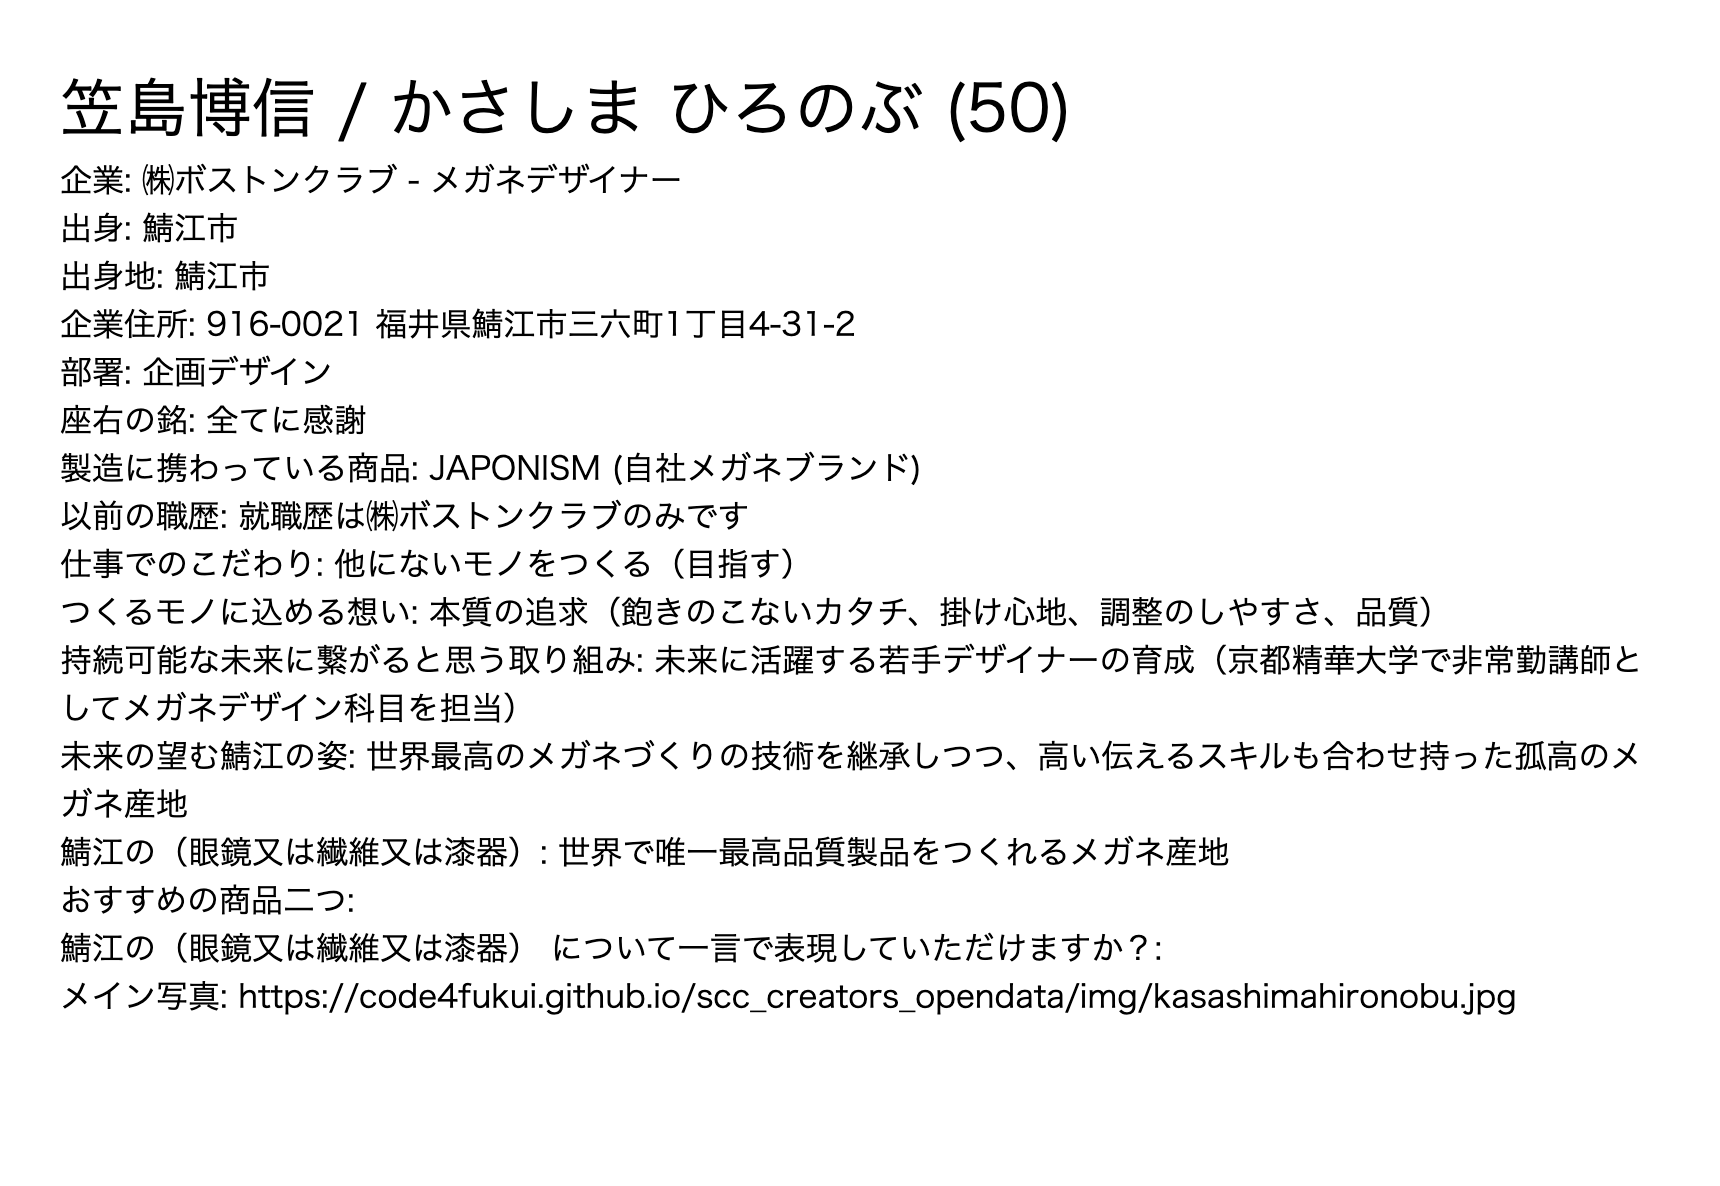 笠島博信 / かさしま ひろのぶ (50)
企業: ㈱ボストンクラブ - メガネデザイナー
出身: 鯖江市
出身地: 鯖江市
企業住所: 916-0021 福井県鯖江市三六町1丁目4-31-2
部署: 企画デザイン
座右の銘: 全てに感謝
製造に携わっている商品: JAPONISM (自社メガネブランド)
以前の職歴: 就職歴は㈱ボストンクラブのみです
仕事でのこだわり: 他にないモノをつくる（目指す）
つくるモノに込める想い: 本質の追求（飽きのこないカタチ、掛け心地、調整のしやすさ、品質）
持続可能な未来に繋がると思う取り組み: 未来に活躍する若手デザイナーの育成（京都精華大学で非常勤講師と
してメガネデザイン科目を担当）
未来の望む鯖江の姿: 世界最高のメガネづくりの技術を継承しつつ、高い伝えるスキルも合わせ持った孤高のメ
ガネ産地
鯖江の（眼鏡又は繊維又は漆器）: 世界で唯一最高品質製品をつくれるメガネ産地
おすすめの商品二つ:
鯖江の（眼鏡又は繊維又は漆器） について一言で表現していただけますか？:
メイン写真: https://code4fukui.github.io/scc_creators_opendata/img/kasashimahironobu.jpg